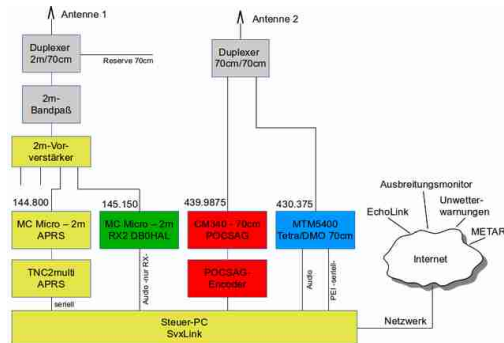 Antenne 1
Antenne 2
Duplexer
2m/70cm
Reserve 70cm
Duplexer
70cm/70cm
2m-
Bandpaß
2m-Vor-
verstärker
144.800
145.150
439.9875
430.375
MC Micro – 2m
APRS
MC Micro – 2m
RX2 DB0HAL
GM340 - 70cm
POCSAG
MTM5400
Tetra/DMO 70cm
TNC2multi
APRS
POCSAG-
Encoder
seriell
Audio -nur RX-
Audio
PEI -seriell-
Steuer-PC
SvxLink
Netzwerk
Internet
EchoLink
Ausbreitungsmonitor
Unwetter-
warnungen
METAR